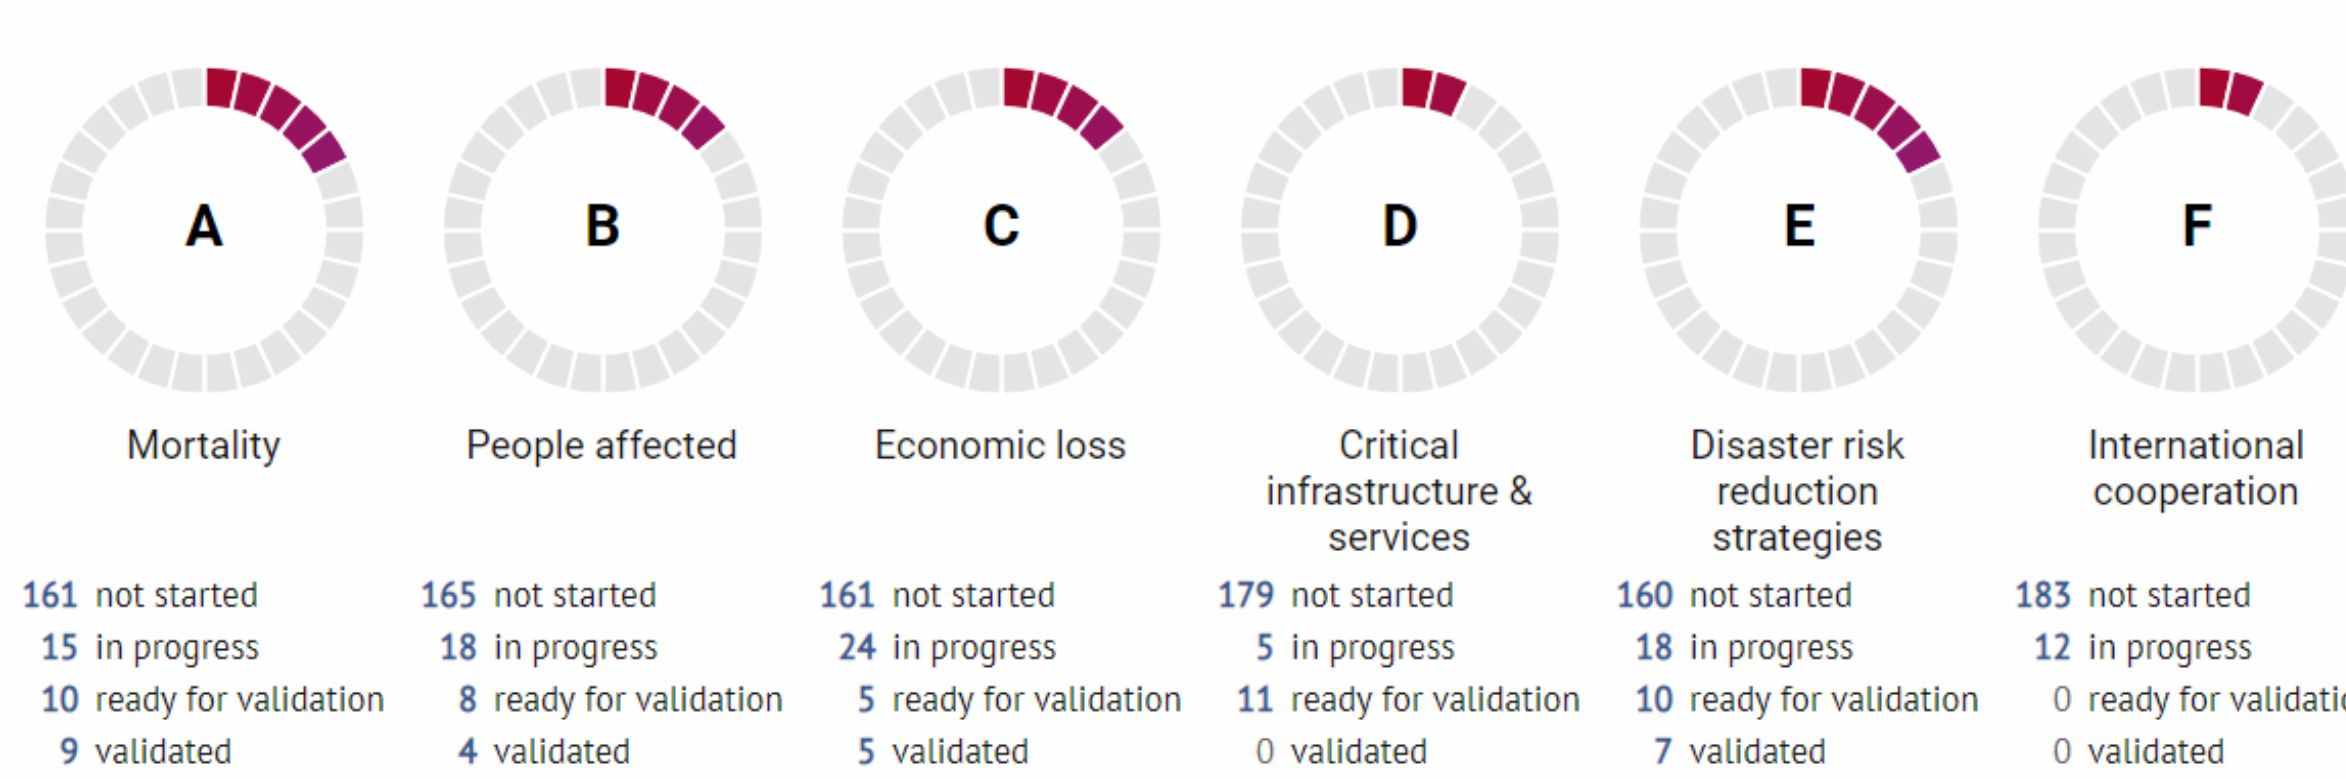 A
Mortality
161 not started
15 in progress
10 ready for validation
9 validated
B
People affected
165 not started
18 in progress
8 ready for validation
4 validated
C
Economic loss
161 not started
24 in progress
5 ready for validation
5 validated
D
Critical
infrastructure &
services
179 not started
5 in progress
11 ready for validation
0 validated
E
Disaster risk
reduction
strategies
160 not started
18 in progress
10 ready for validation
7 validated
F
International
cooperation
183 not started
12 in progress
0 ready for
0 validated